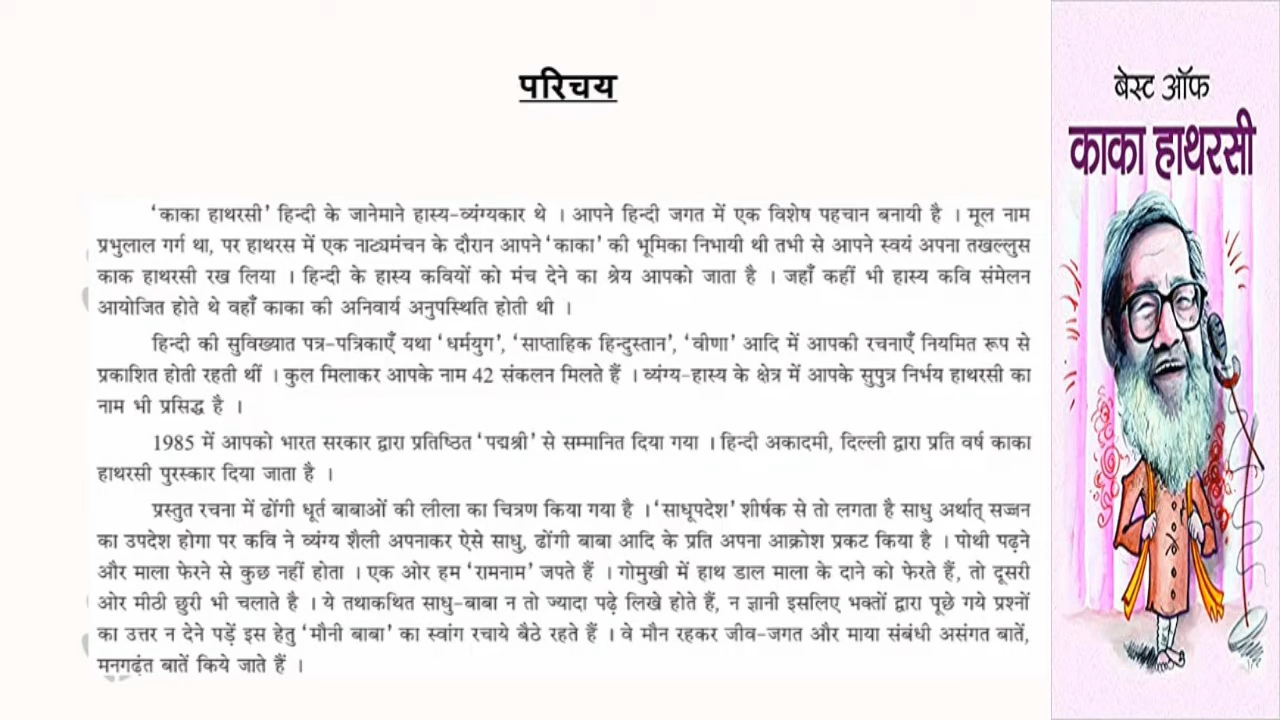 परिचय
'काका हाथरसी' हिन्दी के जानेमाने हास्य-व्यंग्यकार थे । आपने हिन्दी जगत में एक विशेष पहचान बनायी है । मूल नाम
प्रभुलाल गर्ग था, पर हाथरस में एक नाट्यमंचन के दौरान आपने 'काका' की भूमिका निभायी थी तभी से आपने स्वयं अपना तखल्लुस
काक हाथरसी रख लिया । हिन्दी के हास्य कवियों को मंच देने का श्रेय आपको जाता है । जहाँ कहीं भी हास्य कवि संमेलन
आयोजित होते थे वहाँ काका की अनिवार्य अनुपस्थिति होती थी ।
हिन्दी की सुविख्यात पत्र-पत्रिकाएँ यथा 'धर्मयुग', 'साप्ताहिक हिन्दुस्तान', 'वीणा' आदि में आपकी रचनाएँ नियमित रूप से
प्रकाशित होती रहती थीं । कुल मिलाकर आपके नाम 42 संकलन मिलते हैं । व्यंग्य-हास्य के क्षेत्र में आपके सुपुत्र निर्भय हाथरसी का
नाम भी प्रसिद्ध है ।
1985 में आपको भारत सरकार द्वारा प्रतिष्ठित 'पद्मश्री' से सम्मानित दिया गया । हिन्दी अकादमी, दिल्ली द्वारा प्रति वर्ष काका
हाथरसी पुरस्कार दिया जाता है ।
प्रस्तुत रचना में ढोंगी धूर्त बाबाओं की लीला का चित्रण किया गया है । 'साधूपदेश' शीर्षक से तो लगता है साधु अर्थात् सज्जन
का उपदेश होगा पर कवि ने व्यंग्य शैली अपनाकर ऐसे साधु, ढोंगी बाबा आदि के प्रति अपना आक्रोश प्रकट किया है । पोथी पढ़ने
और माला फेरने से कुछ नहीं होता । एक ओर हम 'रामनाम' जपते हैं । गोमुखी में हाथ डाल माला के दाने को फेरते हैं, तो दूसरी
ओर मीठी छुरी भी चलाते है । ये तथाकथित साधु-बाबा न तो ज्यादा पढ़े लिखे होते हैं, न ज्ञानी इसलिए भक्तों द्वारा पूछे गये प्रश्नों
का उत्तर न देने पड़ें इस हेतु 'मौनी बाबा' का स्वांग रचाये बैठे रहते हैं । वे मौन रहकर जीव-जगत और माया संबंधी असंगत बातें,
मनगढ़ंत बातें किये जाते हैं ।
बेस्ट ऑफ
काका हाथरसी